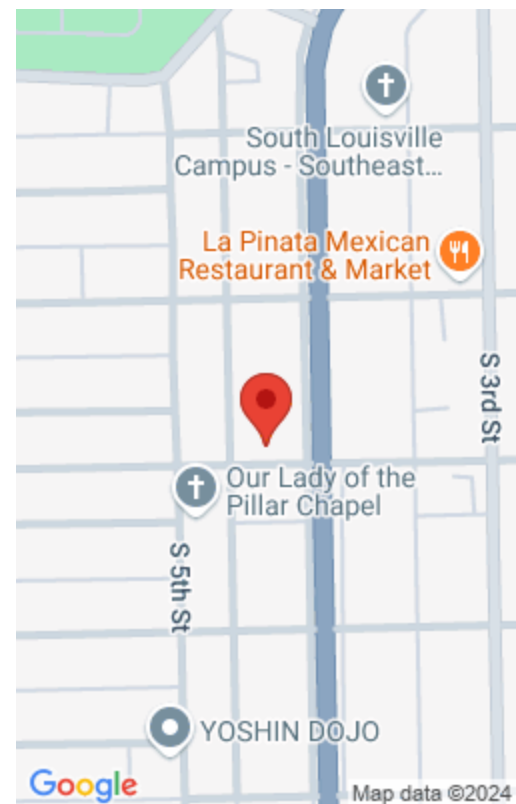 South Louisville
Campus - Southeast...
La Pinata Mexican
Restaurant & Market
S 3rd St
Our Lady of the
Pillar Chapel
S 5th St
YOSHIN DOJO
Google
Map data ©2024